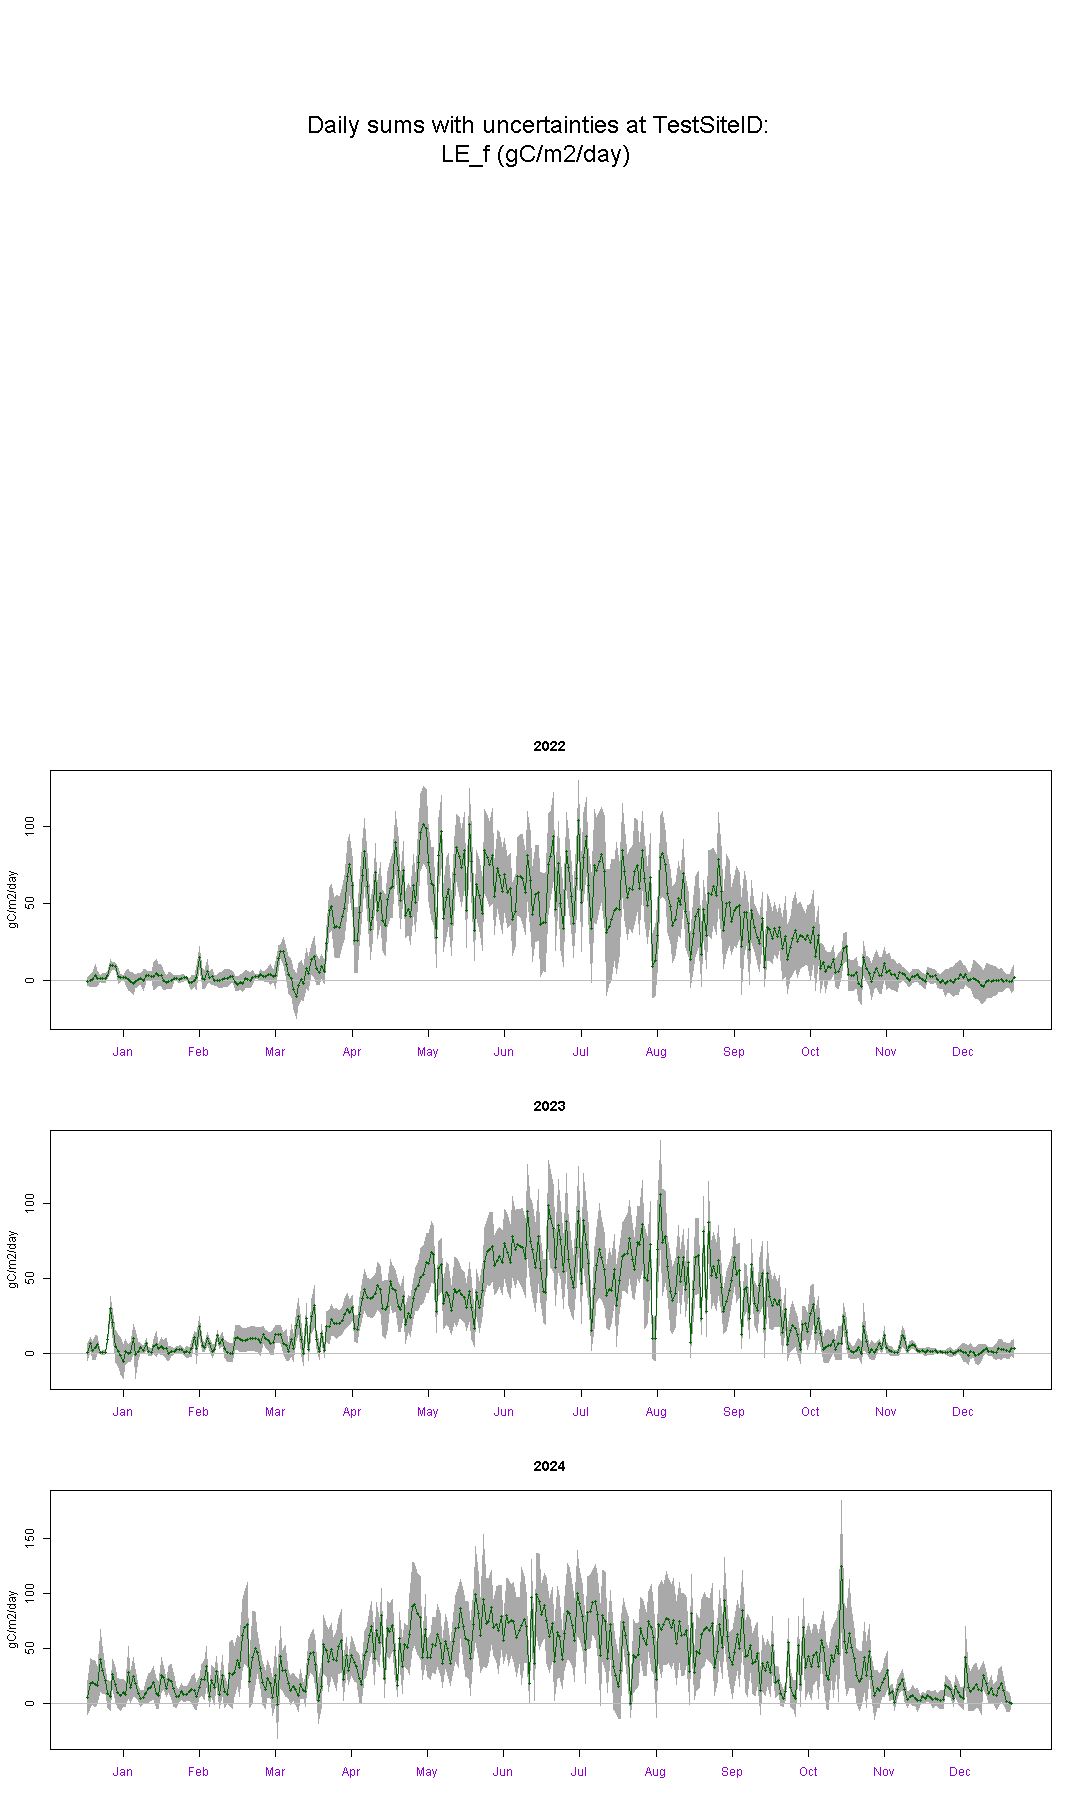 Daily sums with uncertainties at TestSiteID:
LE_f (gC/m2/day)
2022
gC/m2/day
100
50
0
Jan Feb Mar Apr May Jun Jul Aug Sep Oct Nov Dec
2023
gC/m2/day
100
50
0
Jan Feb Mar Apr May Jun Jul Aug Sep Oct Nov Dec
2024
gC/m2/day
150
100
50
0
Jan Feb Mar Apr May Jun Jul Aug Sep Oct Nov Dec